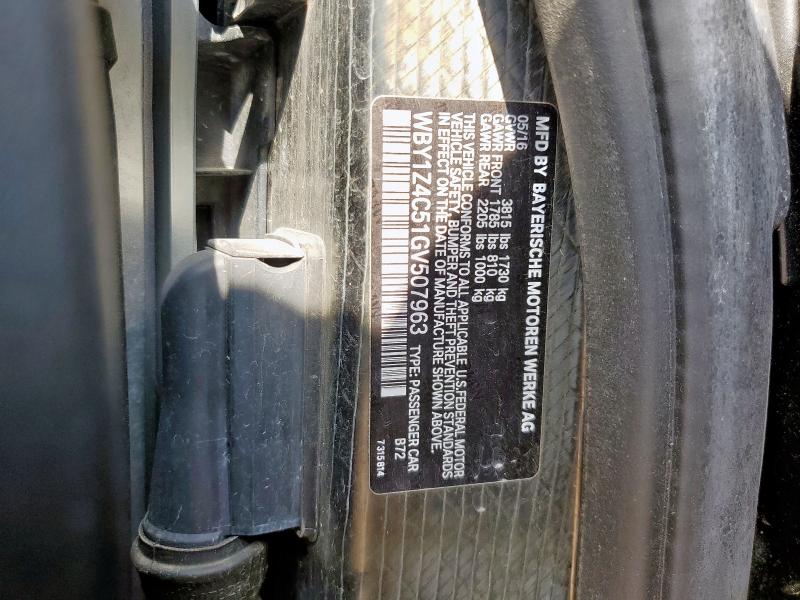 MFD BY BAYERISCHE MOTOREN WERKE AG
05/16
GVWR 3815 lbs 1730 kg
GAWR FRONT 1785 lbs 810 kg
GAWR REAR 2205 lbs 1000 kg
THIS VEHICLE CONFORMS TO ALL APPLICABLE U.S. FEDERAL MOTOR
VEHICLE SAFETY, BUMPER AND THEFT PREVENTION STANDARDS
IN EFFECT ON THE DATE OF MANUFACTURE SHOWN ABOVE.
WBY1Z4C51GV507963 TYPE: PASSENGER CAR
B72
7 315 814